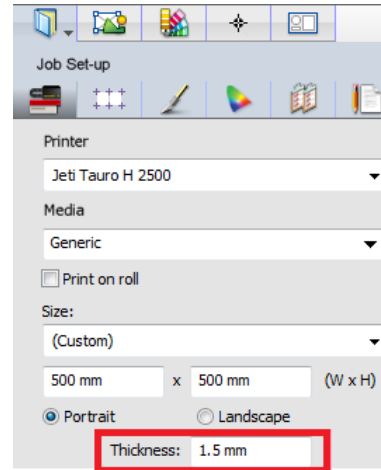 Job Set-up
Printer
Jeti Tauro H 2500
Media
Generic
Print on roll
Size:
(Custom)
500 mm x 500 mm (W x H)
Portrait Landscape
Thickness: 1.5 mm